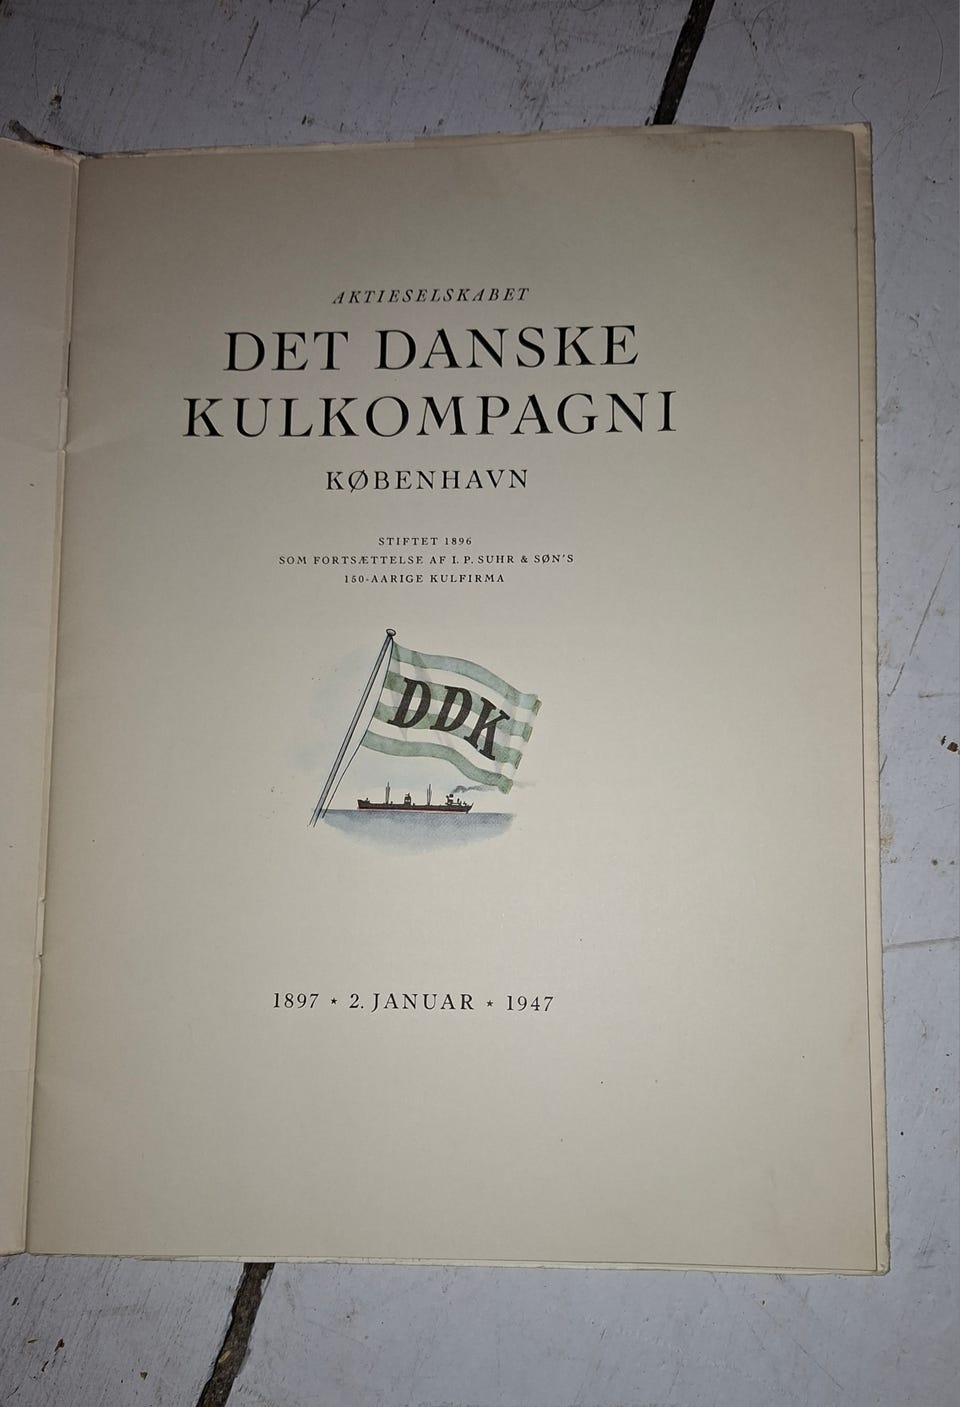 AKTIESELSKABET
DET DANSKE
KULKOMPAGNI
KØBENHAVN
STIFTET 1896
SOM FORTSÆTTELSE AF I. P. SUHR & SØN'S
150-AARIGE KULFIRMA
DDK
1897 ⋆ 2. JANUAR ⋆ 1947